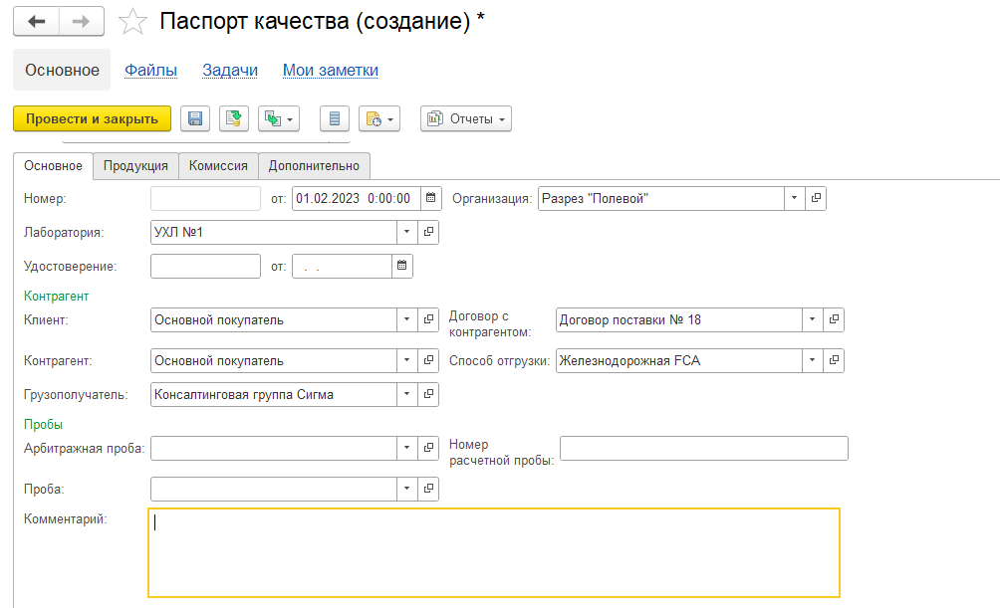 Паспорт качества (создание) *
Основное Файлы Задачи Мои заметки
Провести и закрыть Отчеты
Основное Продукция Комиссия Дополнительно
Номер: от: 01.02.2023 0:00:00 Организация: Разрез "Полевой"
Лаборатория: УХЛ №1
Удостоверение: от: . .
Контрагент
Клиент: Основной покупатель Договор с контрагентом: Договор поставки № 18
Контрагент: Основной покупатель Способ отгрузки: Железнодорожная FCA
Грузополучатель: Консалтинговая группа Сигма
Пробы
Арбитражная проба: Номер расчетной пробы:
Проба:
Комментарий: